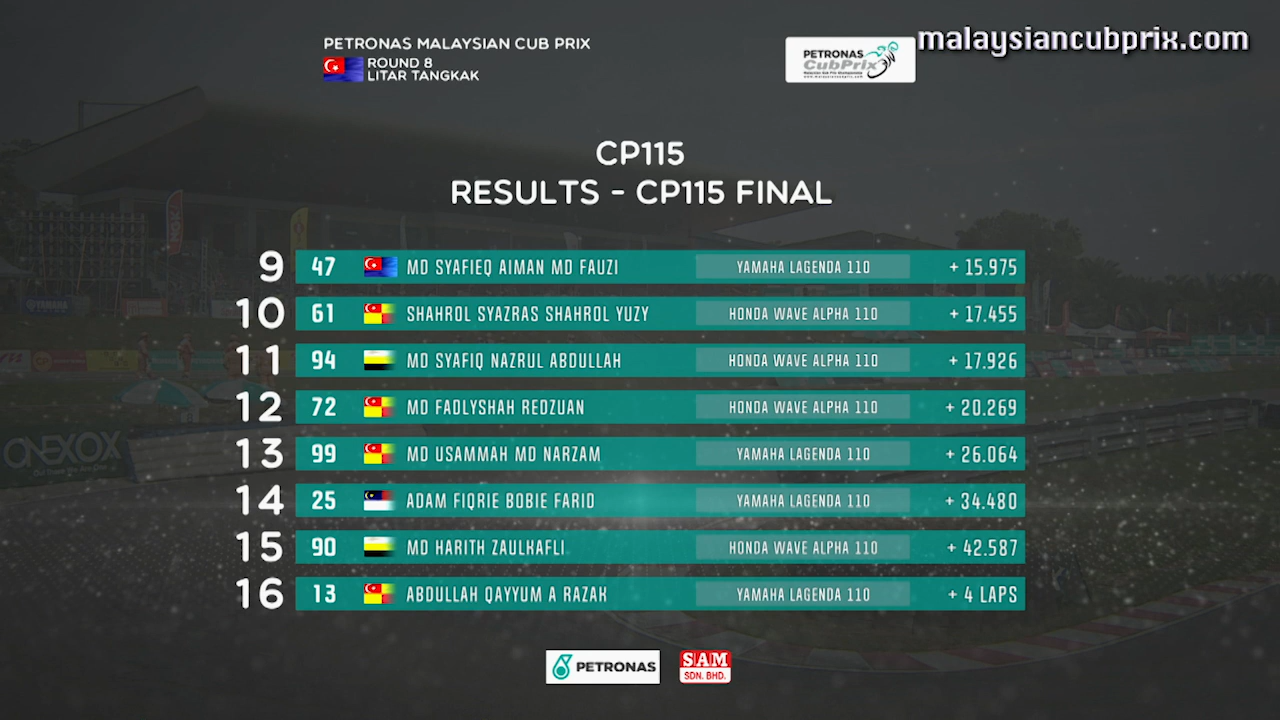 malaysiancubprix.com
PETRONAS MALAYSIAN CUB PRIX
ROUND 8
LITAR TANGKAK
PETRONAS
CubPrix
CP115
RESULTS - CP115 FINAL
9 47 MD SYAFIEQ AIMAN MD FAUZI YAMAHA LAGENDA 110 + 15.975
10 61 SHAHROL SYAZRAS SHAHROL YUZY HONDA WAVE ALPHA 110 + 17.455
11 94 MD SYAFIQ NAZRUL ABDULLAH HONDA WAVE ALPHA 110 + 17.926
12 72 MD FADLYSHAH REDZUAN HONDA WAVE ALPHA 110 + 20.269
13 99 MD USAMMAH MD NARZAM YAMAHA LAGENDA 110 + 26.064
14 25 ADAM FIQRIE BOBIE FARID YAMAHA LAGENDA 110 + 34.480
15 90 MD HARITH ZAULKAFLI HONDA WAVE ALPHA 110 + 42.587
16 13 ABDULLAH QAYYUM A RAZAK YAMAHA LAGENDA 110 + 4 LAPS
ONEXOX
PETRONAS
SAM
SDN. BHD.